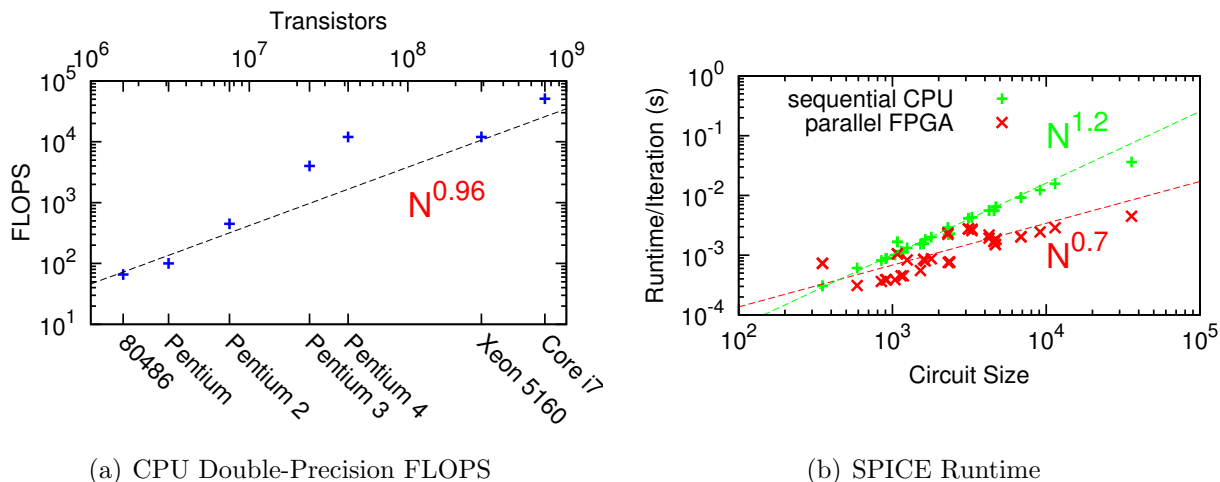 Transistors
10^6 10^7 10^8 10^9
10^5
10^4
10^3
10^2
10^1
FLOPS
N^0.96
80486
Pentium
Pentium 2
Pentium 3
Pentium 4
Xeon 5160
Core i7
(a) CPU Double-Precision FLOPS
10^0
10^-1
10^-2
10^-3
10^-4
Runtime/Iteration (s)
sequential CPU
parallel FPGA
N^1.2
N^0.7
10^2 10^3 10^4 10^5
Circuit Size
(b) SPICE Runtime